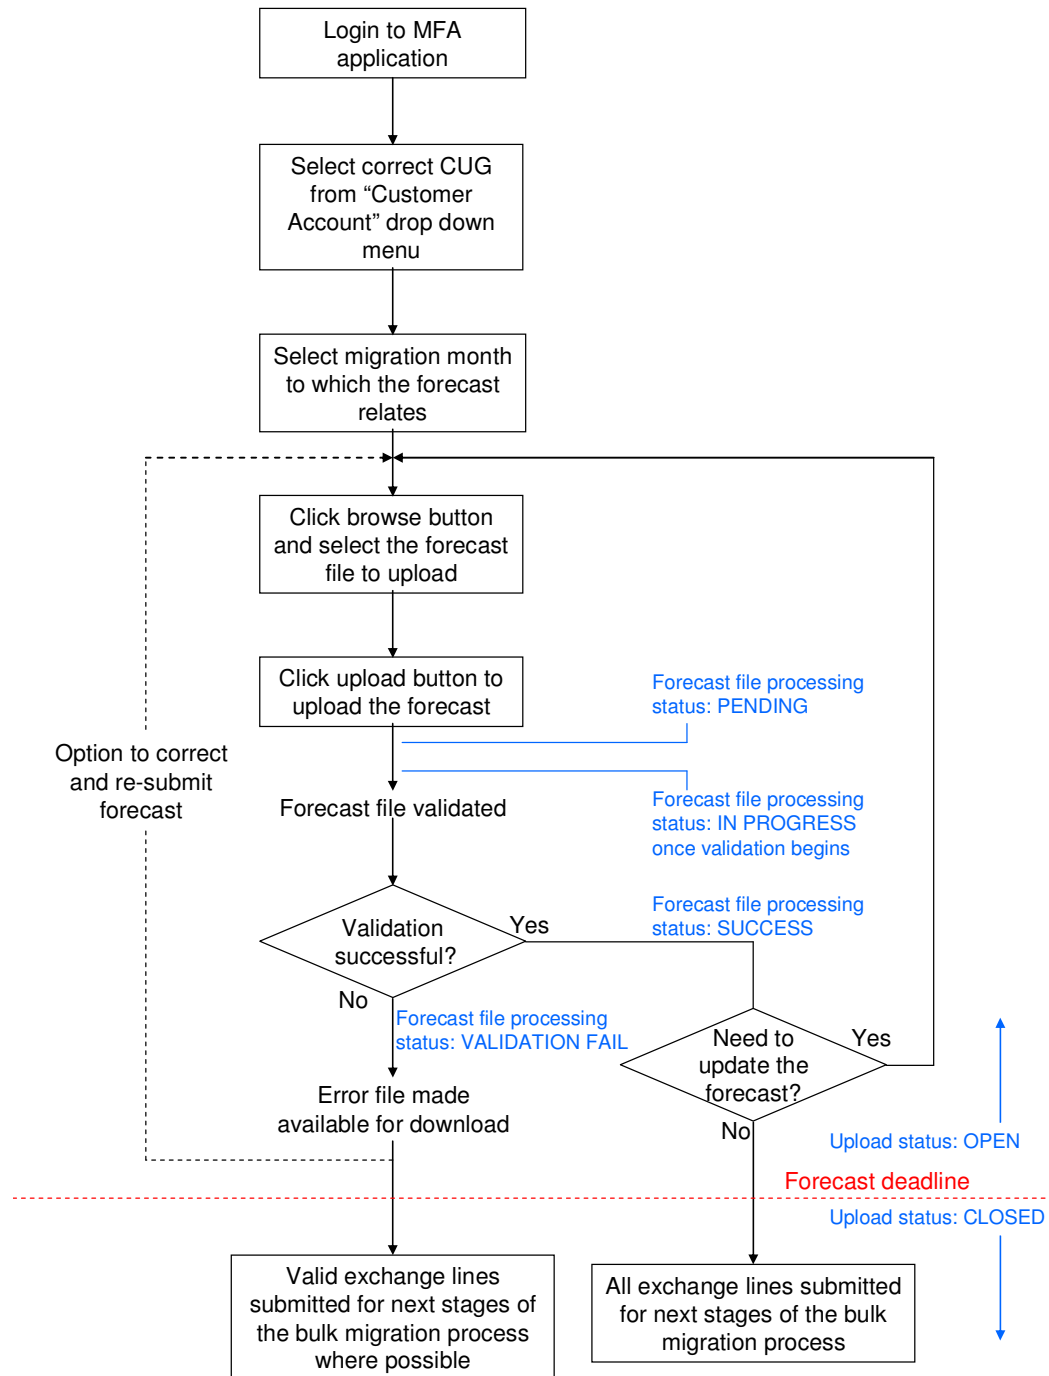 Login to MFA
application
Select correct CUG
from “Customer
Account” drop down
menu
Select migration month
to which the forecast
relates
Click browse button
and select the forecast
file to upload
Click upload button to
upload the forecast
Forecast file processing
status: PENDING
Option to correct
and re-submit
forecast
Forecast file validated
Forecast file processing
status: IN PROGRESS
once validation begins
Validation
successful?
Yes
Forecast file processing
status: SUCCESS
No
Forecast file processing
status: VALIDATION FAIL
Need to
update the
forecast?
Yes
Error file made
available for download
No
Upload status: OPEN
Forecast deadline
Upload status: CLOSED
Valid exchange lines
submitted for next stages of
the bulk migration process
where possible
All exchange lines submitted
for next stages of the bulk
migration process